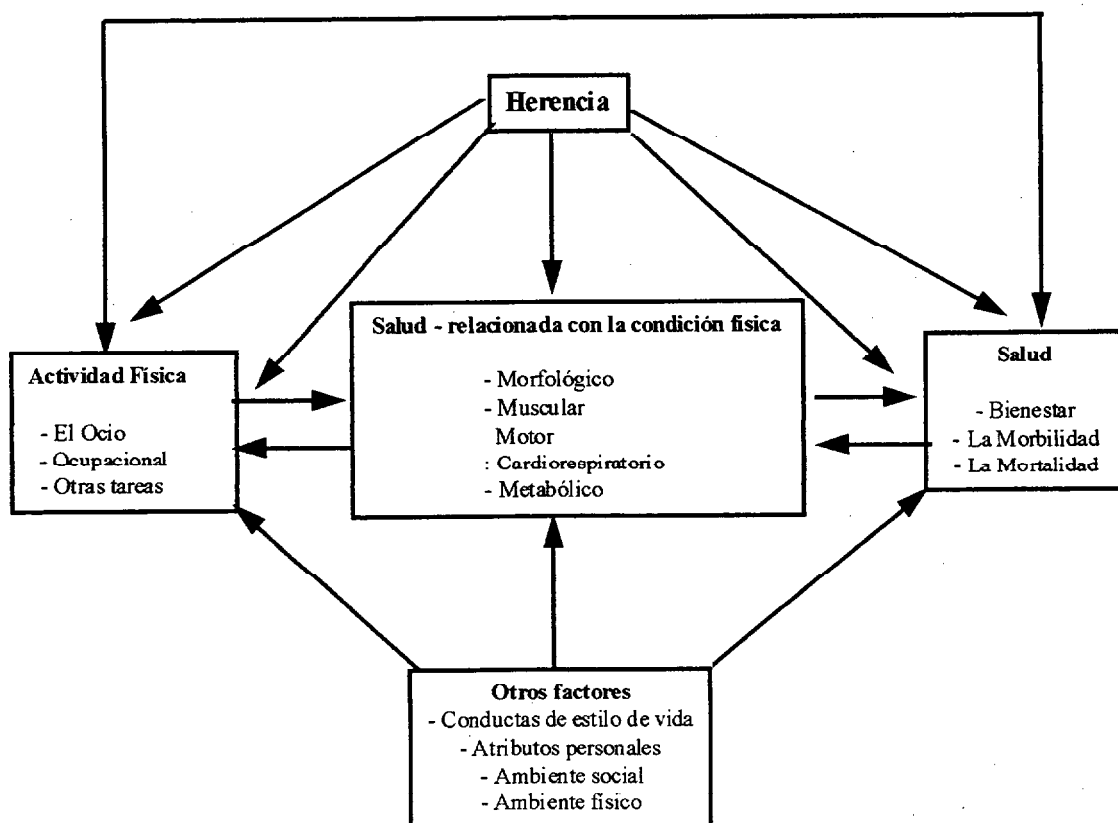 Herencia
Salud - relacionada con la condición física
- Morfológico
- Muscular
Motor
: Cardiorespiratorio
- Metabólico
Actividad Física
- El Ocio
- Ocupacional
- Otras tareas
Salud
- Bienestar
- La Morbilidad
- La Mortalidad
Otros factores
- Conductas de estilo de vida
- Atributos personales
- Ambiente social
- Ambiente físico